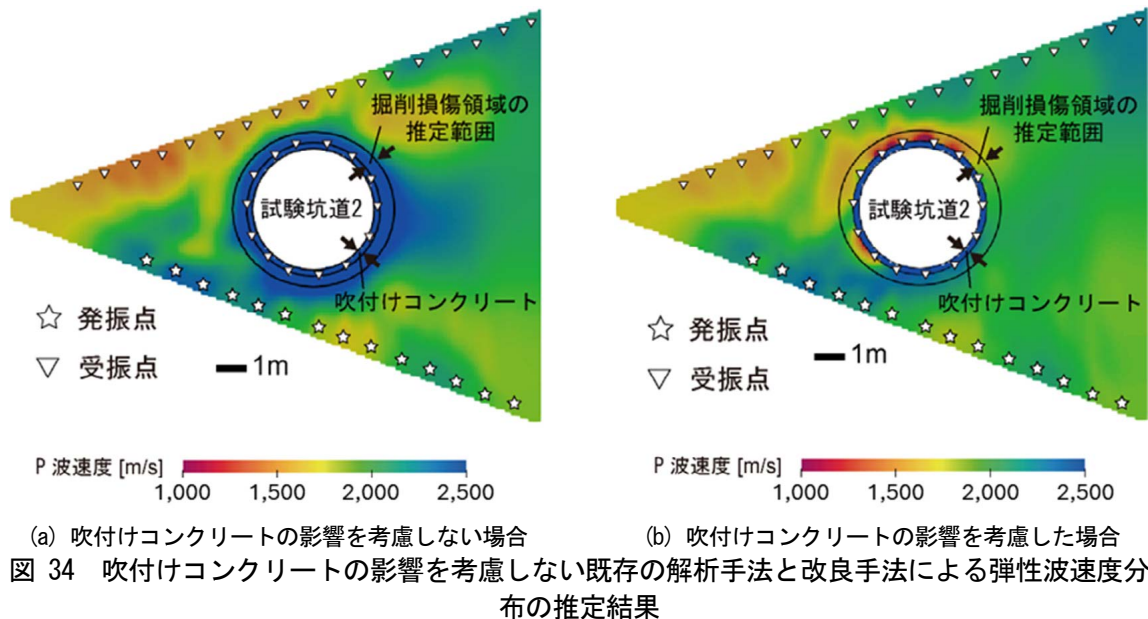 掘削損傷領域の
推定範囲
試験坑道2
吹付けコンクリート
☆ 発振点
▽ 受振点
1m
P 波速度 [m/s]
1,000 1,500 2,000 2,500
(a) 吹付けコンクリートの影響を考慮しない場合
掘削損傷領域の
推定範囲
試験坑道2
吹付けコンクリート
☆ 発振点
▽ 受振点
1m
P 波速度 [m/s]
1,000 1,500 2,000 2,500
(b) 吹付けコンクリートの影響を考慮した場合
図 34 吹付けコンクリートの影響を考慮しない既存の解析手法と改良手法による弾性波速度分
布の推定結果